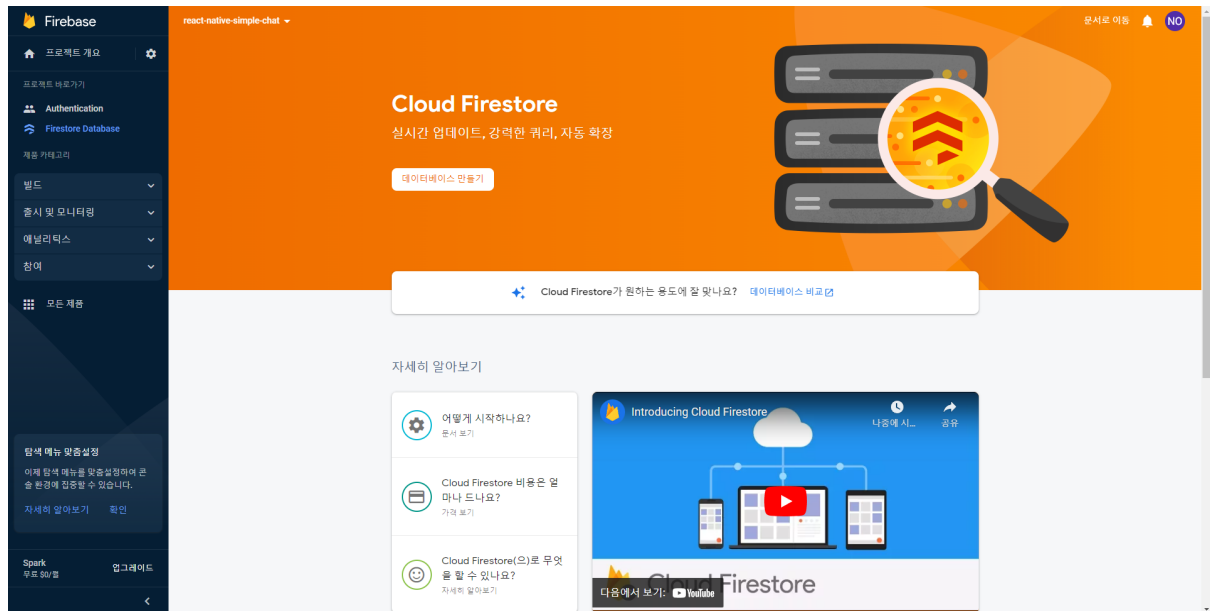 Firebase
react-native-simple-chat
문서로 이동
NO
프로젝트 개요
프로젝트 바로가기
Authentication
Firestore Database
제품 카테고리
빌드
출시 및 모니터링
애널리틱스
참여
모든 제품
탐색 메뉴 맞춤설정
이제 탐색 메뉴를 맞춤설정하여 콘
솔 환경에 집중할 수 있습니다.
자세히 알아보기 확인
Spark
무료 $0/월
업그레이드
Cloud Firestore
실시간 업데이트, 강력한 쿼리, 자동 확장
데이터베이스 만들기
Cloud Firestore가 원하는 용도에 잘 맞나요? 데이터베이스 비교
자세히 알아보기
어떻게 시작하나요?
문서 보기
Cloud Firestore 비용은 얼
마나 드나요?
가격 보기
Cloud Firestore(으)로 무엇
을 할 수 있나요?
자세히 알아보기
Introducing Cloud Firestore
나중에 시...
공유
Cloud Firestore
다음에서 보기: YouTube